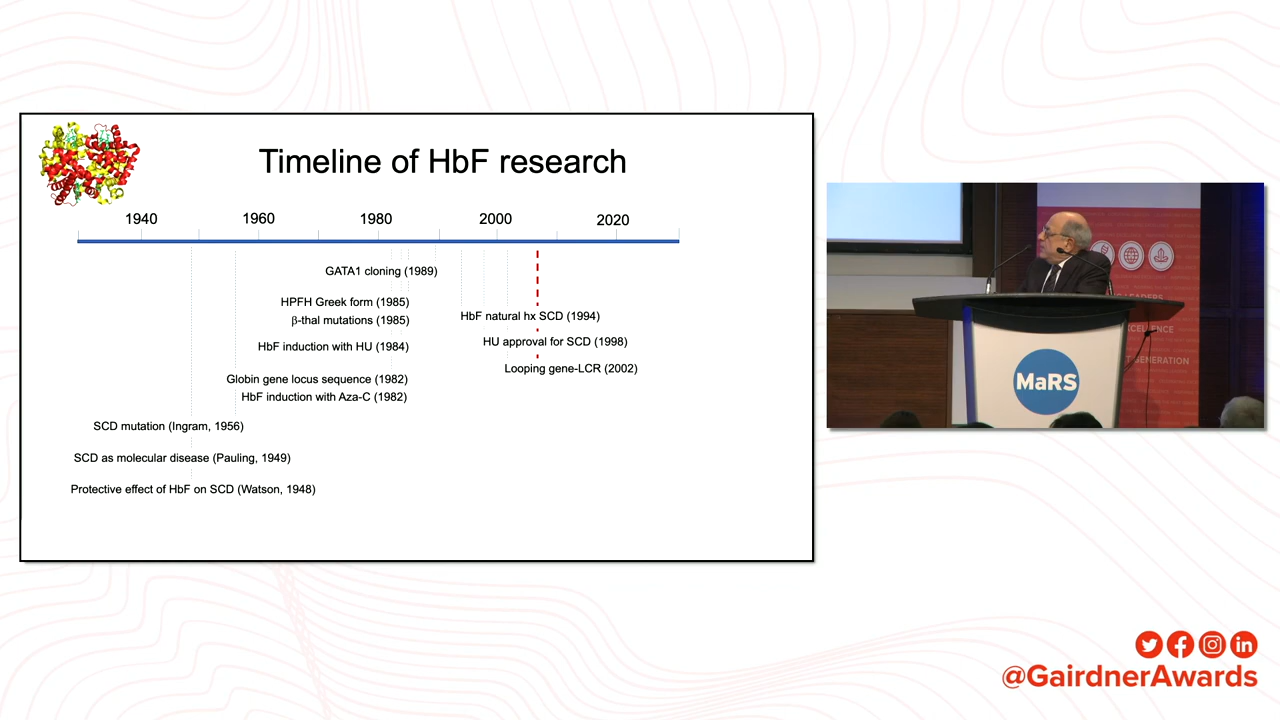 Timeline of HbF research
1940 1960 1980 2000 2020
GATA1 cloning (1989)
HPFH Greek form (1985)
β-thal mutations (1985)
HbF induction with HU (1984)
Globin gene locus sequence (1982)
HbF induction with Aza-C (1982)
SCD mutation (Ingram, 1956)
SCD as molecular disease (Pauling, 1949)
Protective effect of HbF on SCD (Watson, 1948)
HbF natural hx SCD (1994)
HU approval for SCD (1998)
Looping gene-LCR (2002)
MaRS
GENERATION
@GairdnerAwards